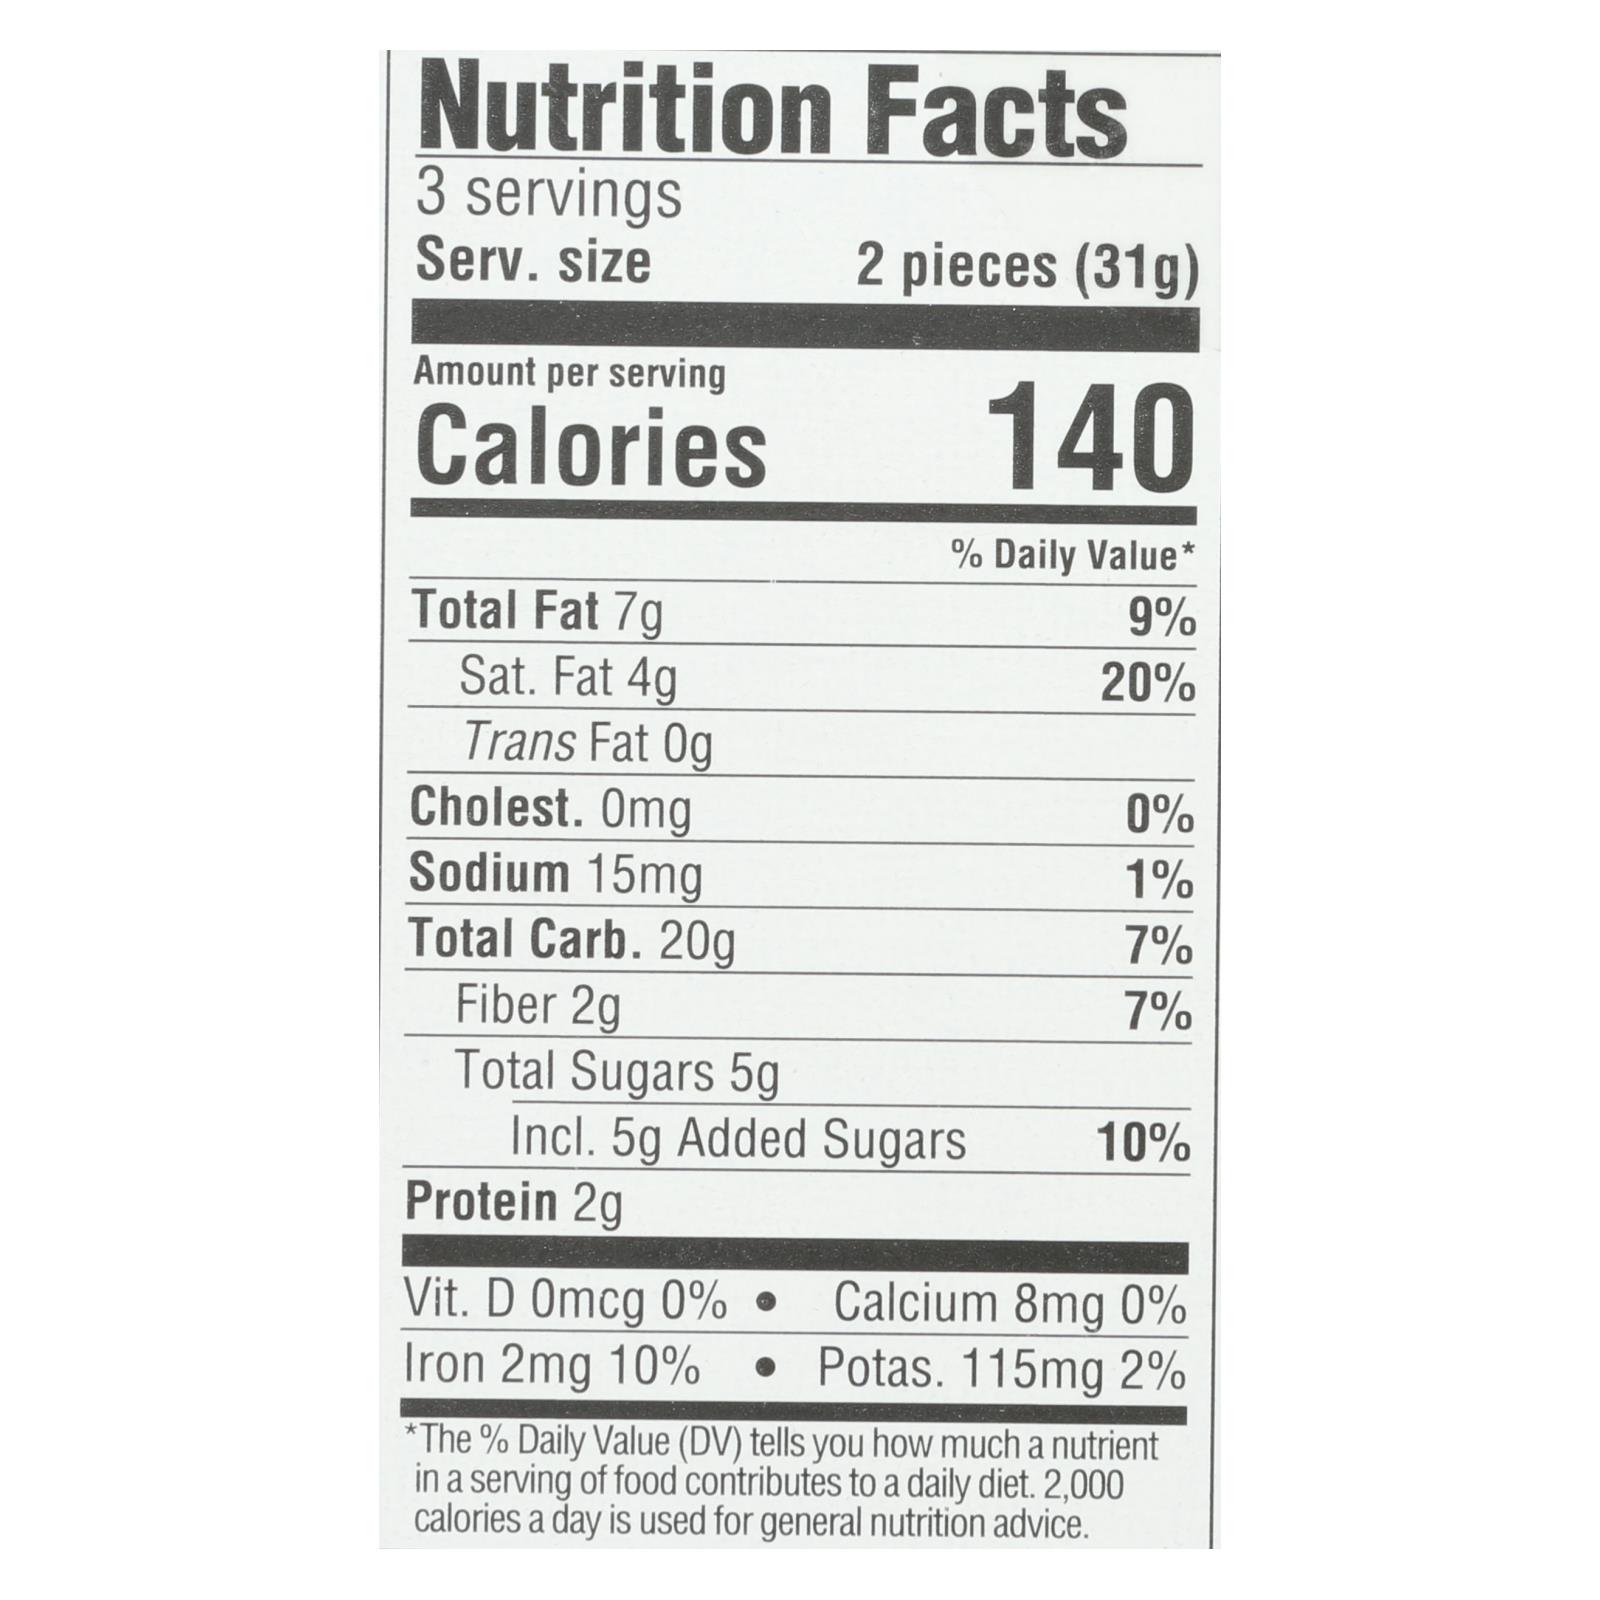 Nutrition Facts
3 servings
Serv. size 2 pieces (31g)
Amount per serving
Calories 140
% Daily Value*
Total Fat 7g 9%
Sat. Fat 4g 20%
Trans Fat 0g
Cholest. 0mg 0%
Sodium 15mg 1%
Total Carb. 20g 7%
Fiber 2g 7%
Total Sugars 5g
Incl. 5g Added Sugars 10%
Protein 2g
Vit. D 0mcg 0% • Calcium 8mg 0%
Iron 2mg 10% • Potas. 115mg 2%
*The % Daily Value (DV) tells you how much a nutrient
in a serving of food contributes to a daily diet. 2,000
calories a day is used for general nutrition advice.